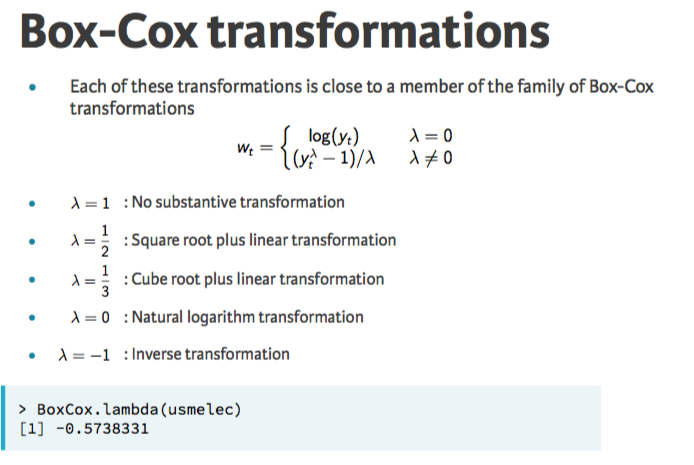 Box-Cox transformations
• Each of these transformations is close to a member of the family of Box-Cox
transformations
wₜ = { log(yₜ) λ = 0
(yₜ^λ − 1)/λ λ ≠ 0
• λ = 1 : No substantive transformation
• λ = 1/2 : Square root plus linear transformation
• λ = 1/3 : Cube root plus linear transformation
• λ = 0 : Natural logarithm transformation
• λ = −1 : Inverse transformation
> BoxCox.lambda(usmelec)
[1] -0.5738331